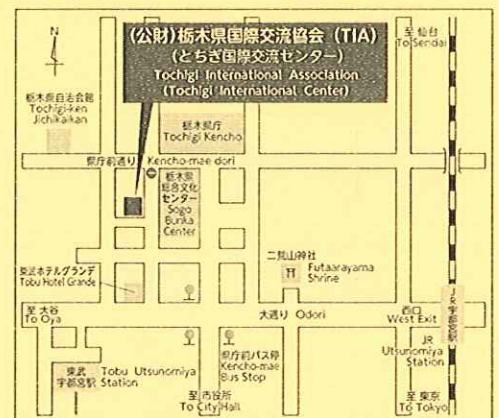 (公財)栃木県国際交流協会 (TIA)
(とちぎ国際交流センター)
Tochigi International Association
(Tochigi International Center)
至 仙台
To Sendai
N
栃木県自治会館
Tochigi-ken
Jichikaikan
栃木県庁
Tochigi Kencho
県庁前通り Kencho-mae dori
栃木県
総合文化
センター
Sogo
Bunka
Center
東武ホテルグランデ
Tobu Hotel Grande
二荒山神社
Futaarayama
Shrine
至 大谷
To Oya
大通り Odori
西口
West Exit
JR宇都宮駅
JR
Utsunomiya
Station
東武
宇都宮駅
Tobu Utsunomiya
Station
県庁前バス停
Kencho-mae
Bus Stop
至 市役所
To City Hall
至 東京
To Tokyo